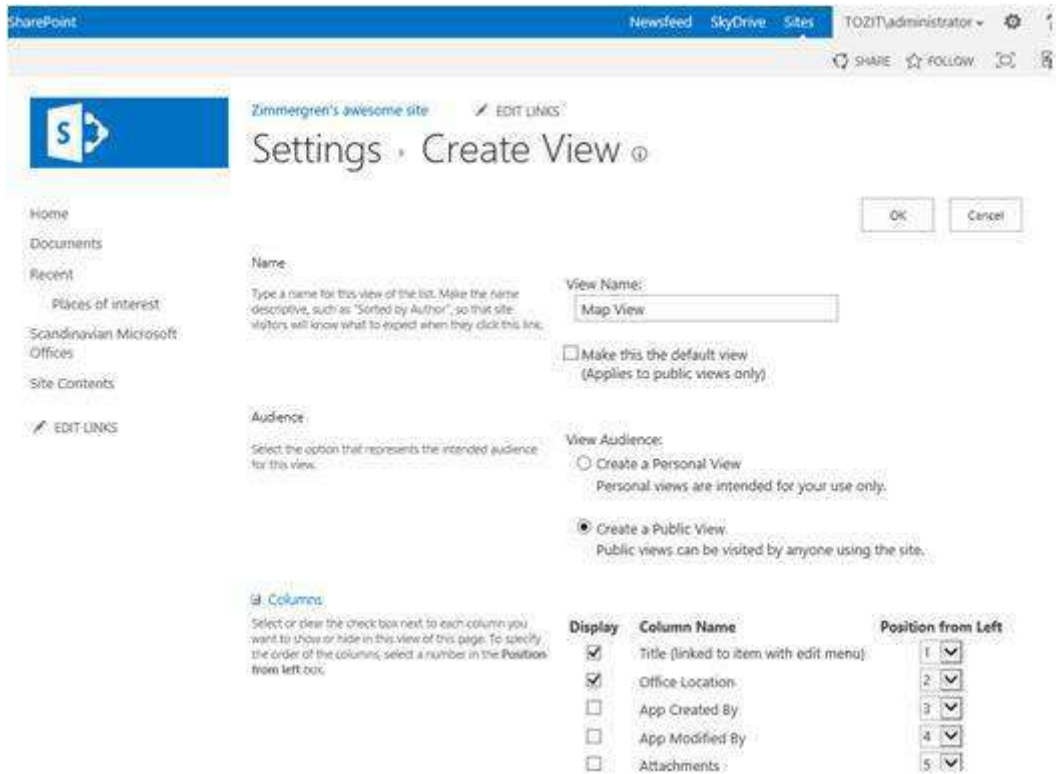 SharePoint
Newsfeed SkyDrive Sites TOZIT\administrator
SHARE FOLLOW
S
Zimmergren's awesome site EDIT LINKS
Settings › Create View
OK Cancel
Home
Documents
Recent
Places of interest
Scandinavian Microsoft
Offices
Site Contents
EDIT LINKS
Name
Type a name for this view of the list. Make the name
descriptive, such as "Sorted by Author", so that site
visitors will know what to expect when they click this link.
View Name:
Map View
Make this the default view
(Applies to public views only)
Audience
Select the option that represents the intended audience
for this view.
View Audience:
Create a Personal View
Personal views are intended for your use only.
Create a Public View
Public views can be visited by anyone using the site.
Columns
Select or clear the check box next to each column you
want to show or hide in this view of this page. To specify
the order of the columns, select a number in the Position
from left box.
Display Column Name Position from Left
Title (linked to item with edit menu) 1
Office Location 2
App Created By 3
App Modified By 4
Attachments 5